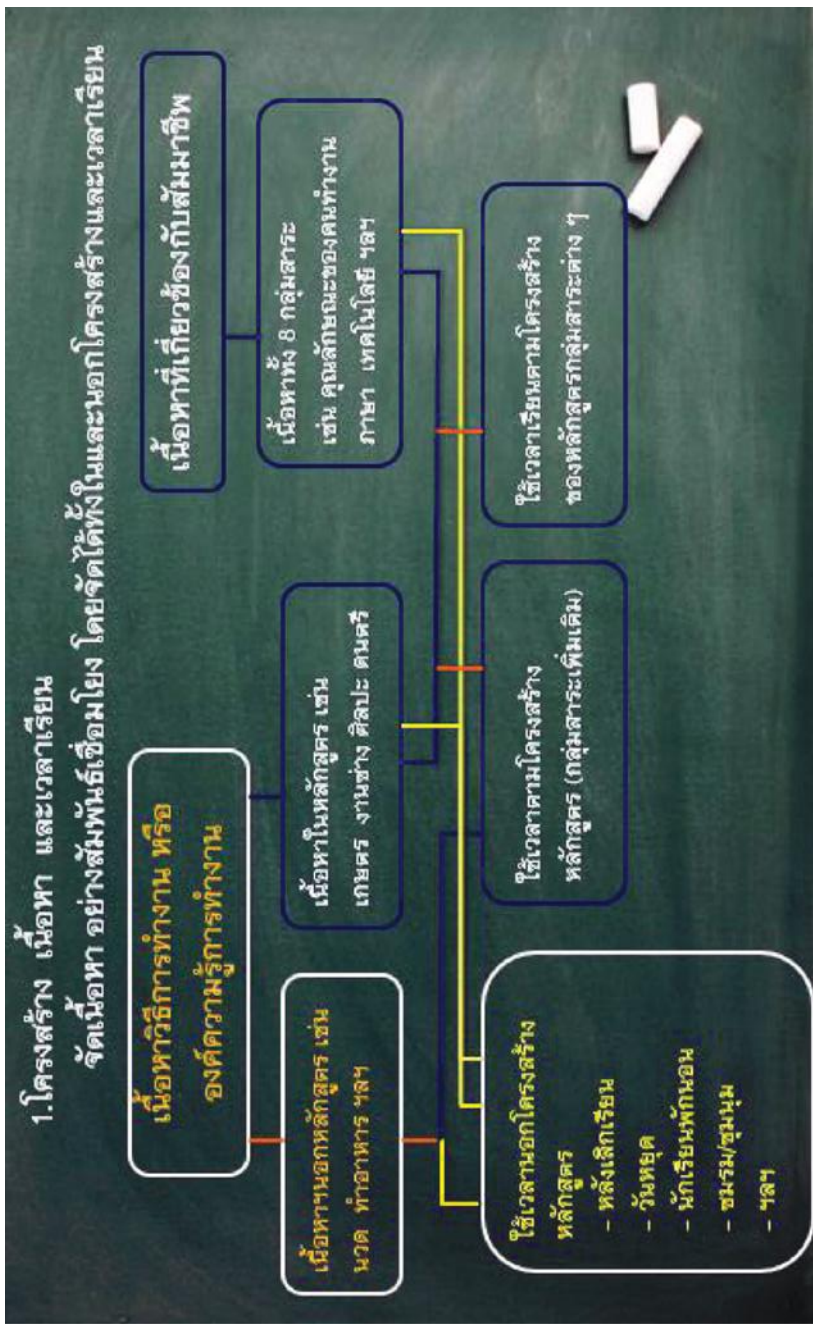 1.โครงสร้าง เนื้อหา และเวลาเรียน
จัดเนื้อหา อย่างสัมพันธ์เชื่อมโยง โดยจัดได้ทั้งในและนอกโครงสร้างและเวลาเรียน
เนื้อหาวิธีการทำงาน หรือ
องค์ความรู้การทำงาน
เนื้อหาที่เกี่ยวข้องกับสัมมาชีพ
เนื้อหาฯนอกหลักสูตร เช่น
นวด ทำอาหาร ฯลฯ
เนื้อหาในหลักสูตร เช่น
เกษตร งานช่าง ศิลปะ ดนตรี
เนื้อหาทั้ง 8 กลุ่มสาระ
เช่น คุณลักษณะของคนทำงาน
ภาษา เทคโนโลยี ฯลฯ
ใช้เวลานอกโครงสร้าง
หลักสูตร
- หลังเลิกเรียน
- วันหยุด
- นักเรียนพักนอน
- ชมรม/ชุมนุม
- ฯลฯ
ใช้เวลาตามโครงสร้าง
หลักสูตร (กลุ่มสาระเพิ่มเติม)
ใช้เวลาเรียนตามโครงสร้าง
ของหลักสูตรกลุ่มสาระต่าง ๆ